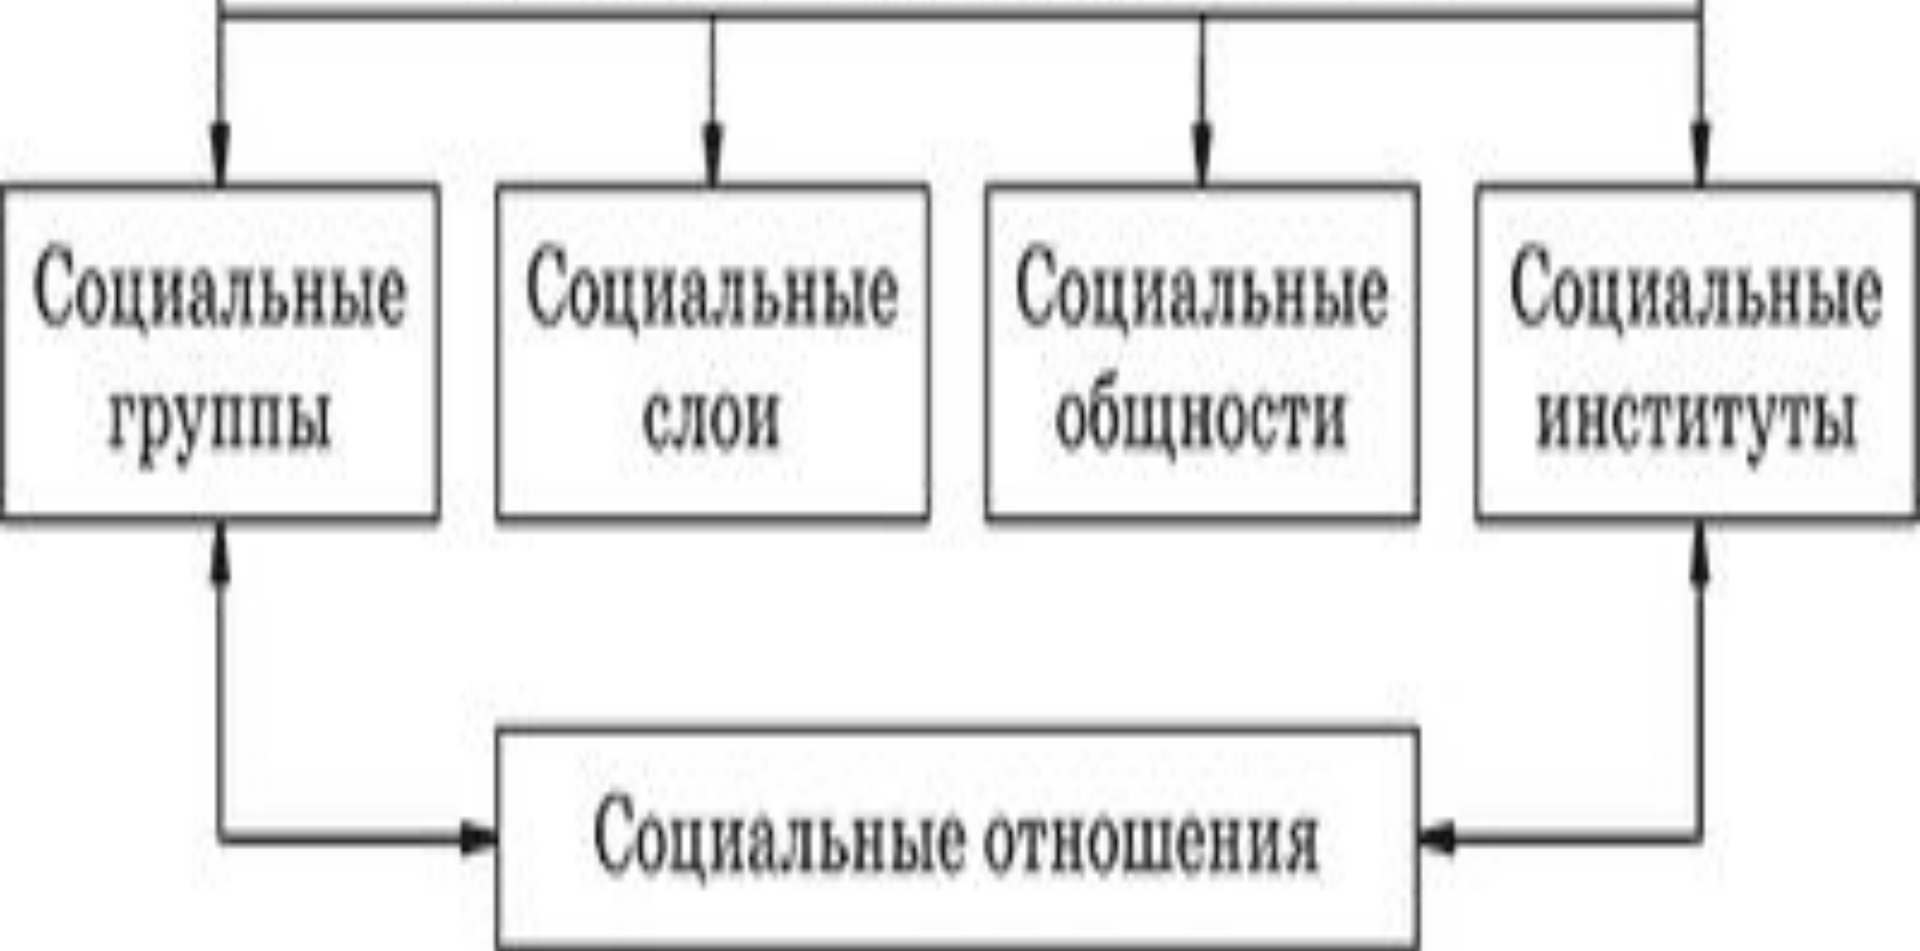 Социальные
группы
Социальные
слои
Социальные
общности
Социальные
институты
Социальные отношения